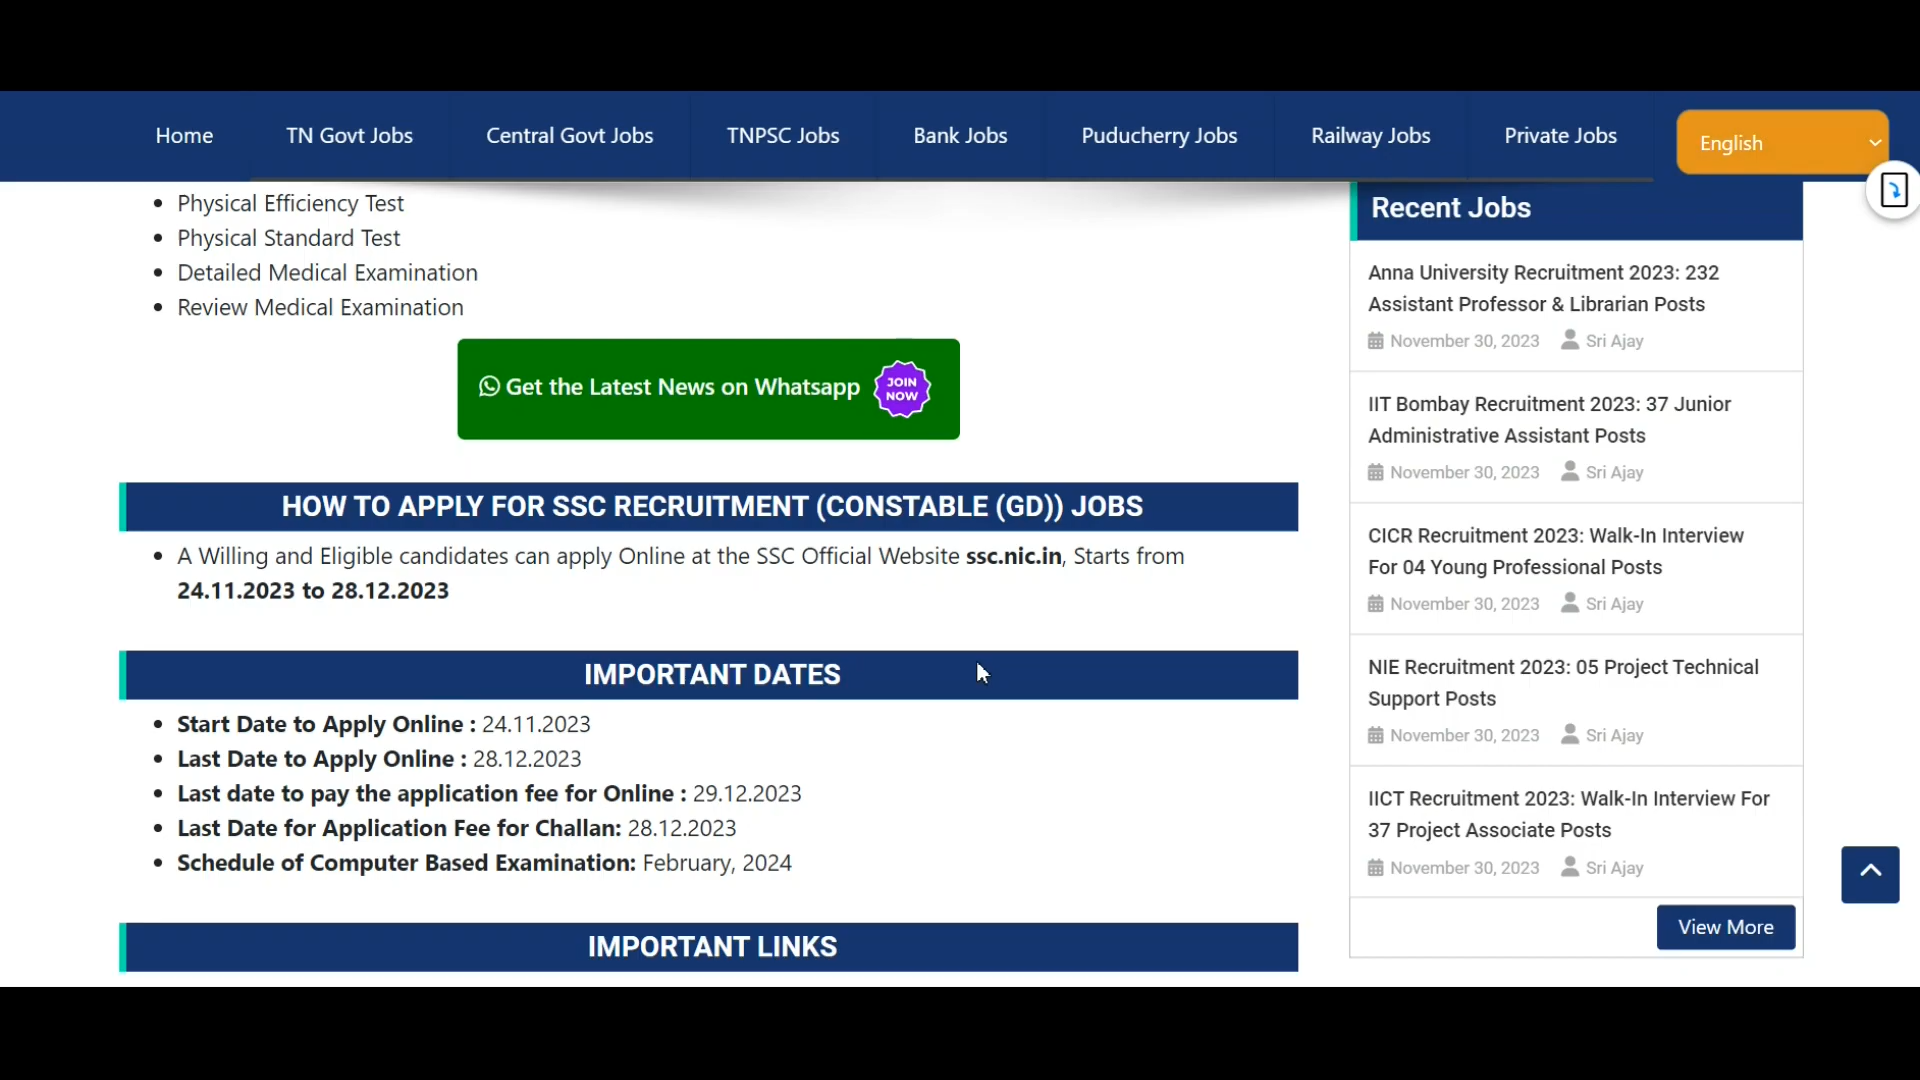 Home TN Govt Jobs Central Govt Jobs TNPSC Jobs Bank Jobs Puducherry Jobs Railway Jobs Private Jobs English
Physical Efficiency Test
Physical Standard Test
Detailed Medical Examination
Review Medical Examination
Get the Latest News on Whatsapp
JOIN
NOW
HOW TO APPLY FOR SSC RECRUITMENT (CONSTABLE (GD)) JOBS
A Willing and Eligible candidates can apply Online at the SSC Official Website ssc.nic.in, Starts from
24.11.2023 to 28.12.2023
IMPORTANT DATES
Start Date to Apply Online : 24.11.2023
Last Date to Apply Online : 28.12.2023
Last date to pay the application fee for Online : 29.12.2023
Last Date for Application Fee for Challan: 28.12.2023
Schedule of Computer Based Examination: February, 2024
IMPORTANT LINKS
Recent Jobs
Anna University Recruitment 2023: 232
Assistant Professor & Librarian Posts
November 30, 2023 Sri Ajay
IIT Bombay Recruitment 2023: 37 Junior
Administrative Assistant Posts
November 30, 2023 Sri Ajay
CICR Recruitment 2023: Walk-In Interview
For 04 Young Professional Posts
November 30, 2023 Sri Ajay
NIE Recruitment 2023: 05 Project Technical
Support Posts
November 30, 2023 Sri Ajay
IICT Recruitment 2023: Walk-In Interview For
37 Project Associate Posts
November 30, 2023 Sri Ajay
View More